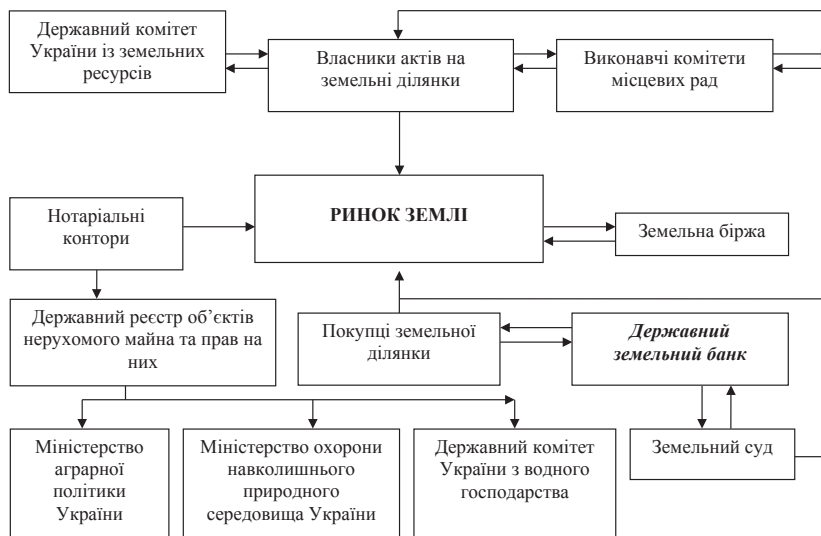 Державний комітет
України із земельних
ресурсів
Власники актів на
земельні ділянки
Виконавчі комітети
місцевих рад
Нотаріальні
контори
РИНОК ЗЕМЛІ
Земельна біржа
Державний реєстр об’єктів
нерухомого майна та прав на
них
Покупці земельної
ділянки
Державний
земельний банк
Міністерство
аграрної
політики
України
Міністерство охорони
навколишнього
природного
середовища України
Державний комітет
України з водного
господарства
Земельний суд